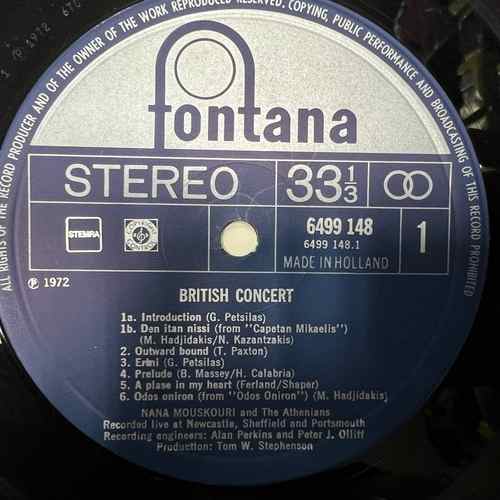 ALL RIGHTS OF THE RECORD PRODUCER AND OF THE OWNER OF THE WORK REPRODUCED RESERVED. COPYING, PUBLIC PERFORMANCE AND BROADCASTING OF THIS RECORD PROHIBITED
fontana
STEREO 33 1/3
STEMRA
6499 148
6499 148.1
MADE IN HOLLAND
1
℗ 1972
BRITISH CONCERT
1a. Introduction (G. Petsilas)
1b. Den itan nissi (from "Capetan Mikaelis")
(M. Hadjidakis/N. Kazantzakis)
2. Outward bound (T. Paxton)
3. Erini (G. Petsilas)
4. Prelude (B. Massey/H. Calabria)
5. A plase in my heart (Ferland/Shaper)
6. Odos oniron (from "Odos Oniron") (M. Hadjidakis)
NANA MOUSKOURI and The Athenians
Recorded live at Newcastle, Sheffield and Portsmouth
Recording engineers: Alan Perkins and Peter J. Olliff
Production: Tom W. Stephenson